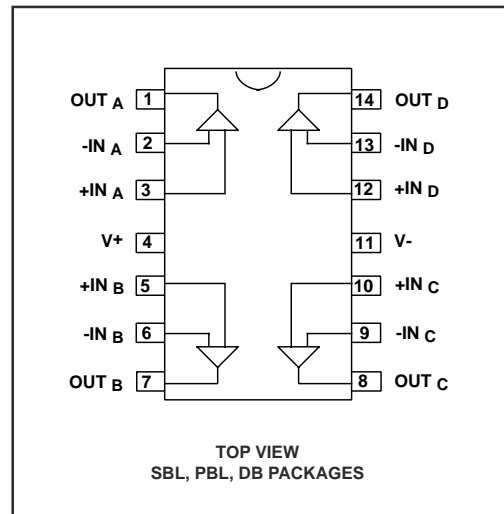 OUT A 1 14 OUT D
-IN A 2 13 -IN D
+IN A 3 12 +IN D
V+ 4 11 V-
+IN B 5 10 +IN C
-IN B 6 9 -IN C
OUT B 7 8 OUT C
TOP VIEW
SBL, PBL, DB PACKAGES